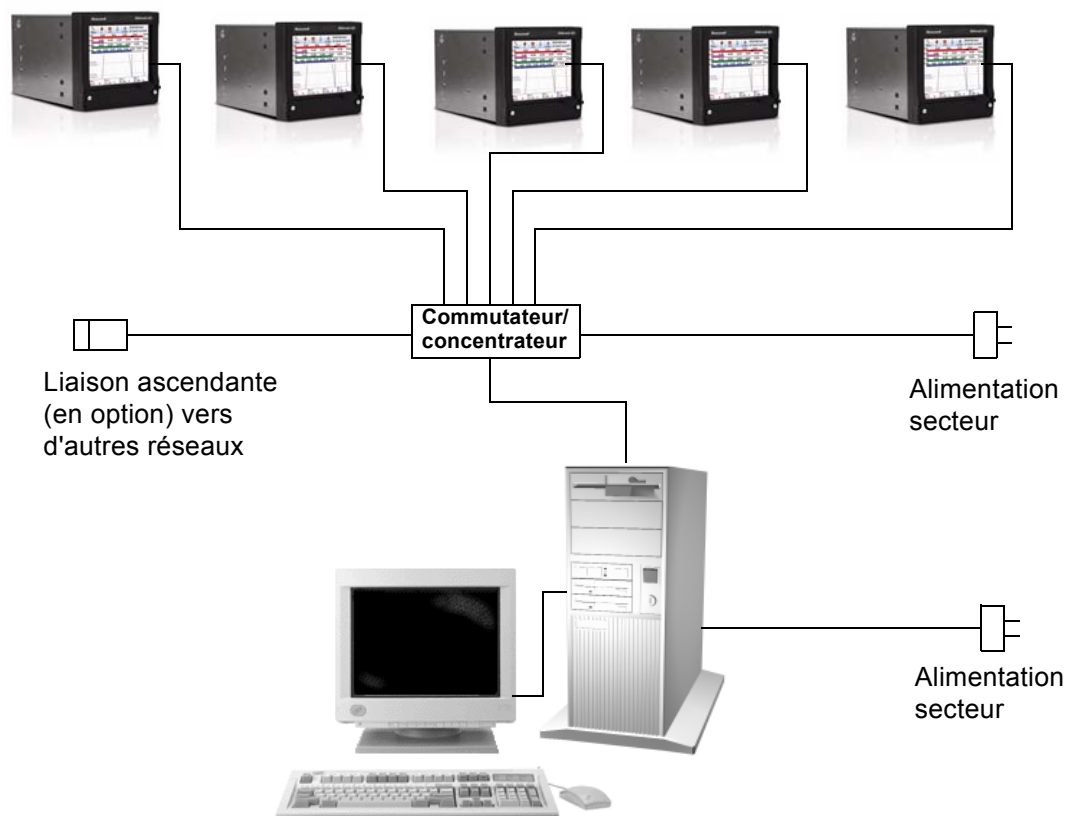 Commutateur/
concentrateur
Liaison ascendante
(en option) vers
d'autres réseaux
Alimentation
secteur
Alimentation
secteur